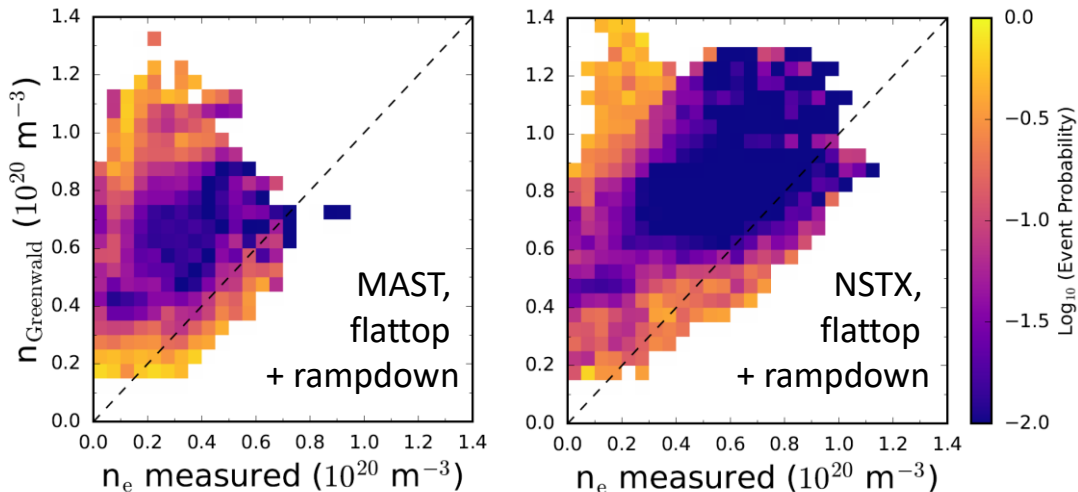 1.4
1.2
1.0
0.8
0.6
0.4
0.2
0.0
n_Greenwald (10^20 m^−3)
0.0 0.2 0.4 0.6 0.8 1.0 1.2 1.4
n_e measured (10^20 m^−3)
MAST,
flattop
+ rampdown
1.4
1.2
1.0
0.8
0.6
0.4
0.2
0.0
0.0 0.2 0.4 0.6 0.8 1.0 1.2 1.4
n_e measured (10^20 m^−3)
NSTX,
flattop
+ rampdown
0.0
−0.5
−1.0
−1.5
−2.0
Log_10 (Event Probability)